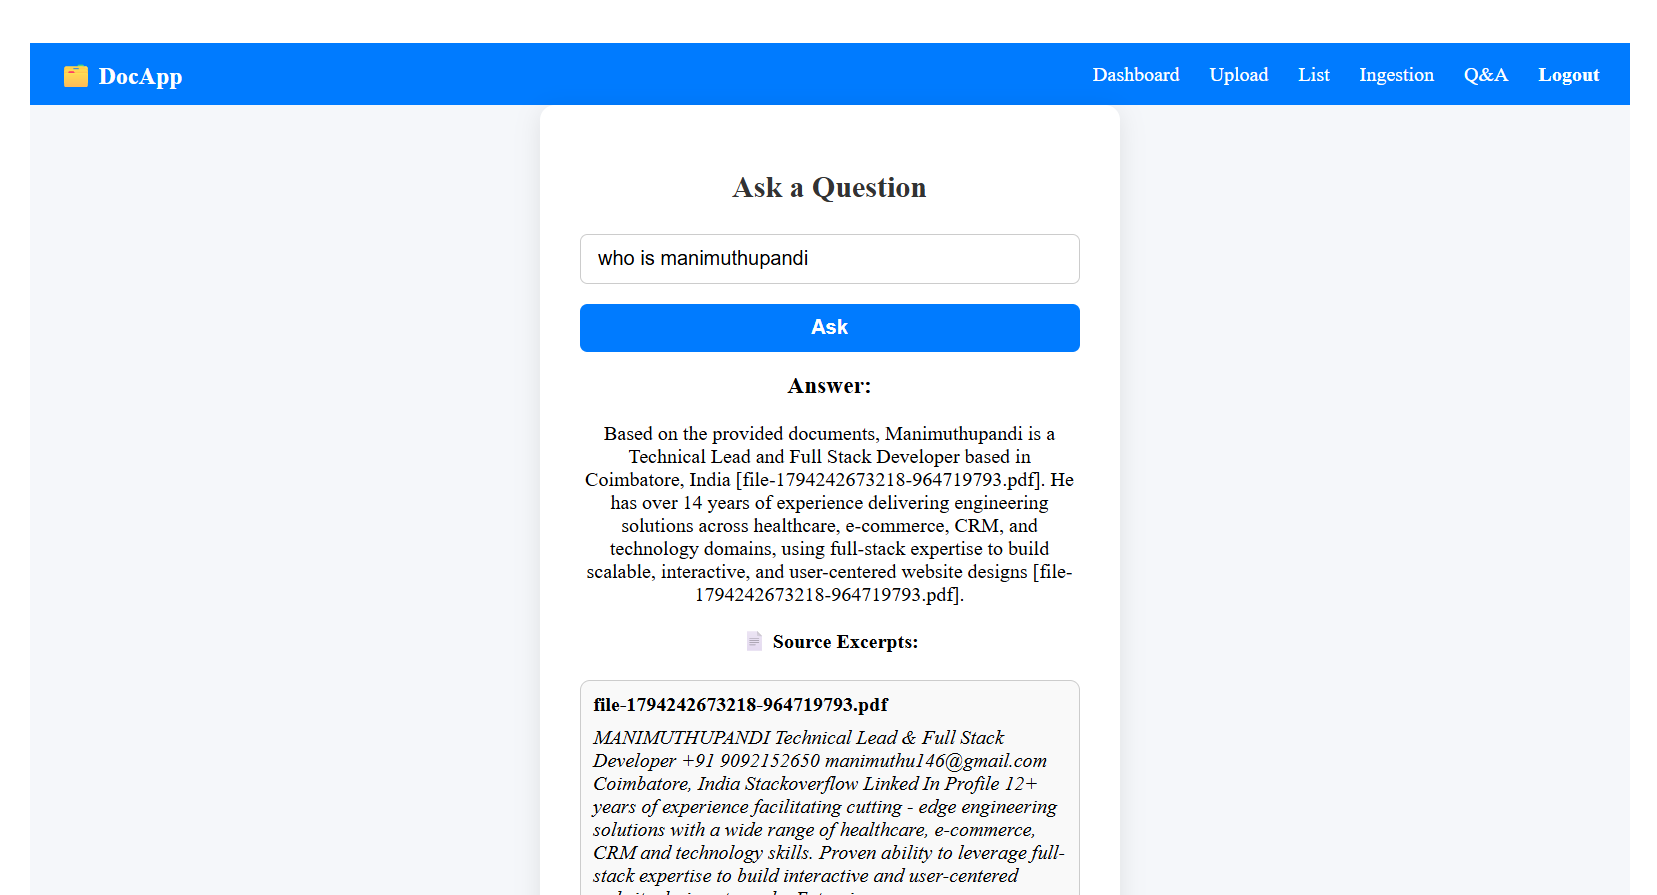 DocApp
Dashboard Upload List Ingestion Q&A Logout
Ask a Question
who is manimuthupandi
Ask
Answer:
Based on the provided documents, Manimuthupandi is a
Technical Lead and Full Stack Developer based in
Coimbatore, India [file-1794242673218-964719793.pdf]. He
has over 14 years of experience delivering engineering
solutions across healthcare, e-commerce, CRM, and
technology domains, using full-stack expertise to build
scalable, interactive, and user-centered website designs [file-
1794242673218-964719793.pdf].
Source Excerpts:
file-1794242673218-964719793.pdf
MANIMUTHUPANDI Technical Lead & Full Stack
Developer +91 9092152650 manimuthu146@gmail.com
Coimbatore, India Stackoverflow Linked In Profile 12+
years of experience facilitating cutting - edge engineering
solutions with a wide range of healthcare, e-commerce,
CRM and technology skills. Proven ability to leverage full-
stack expertise to build interactive and user-centered